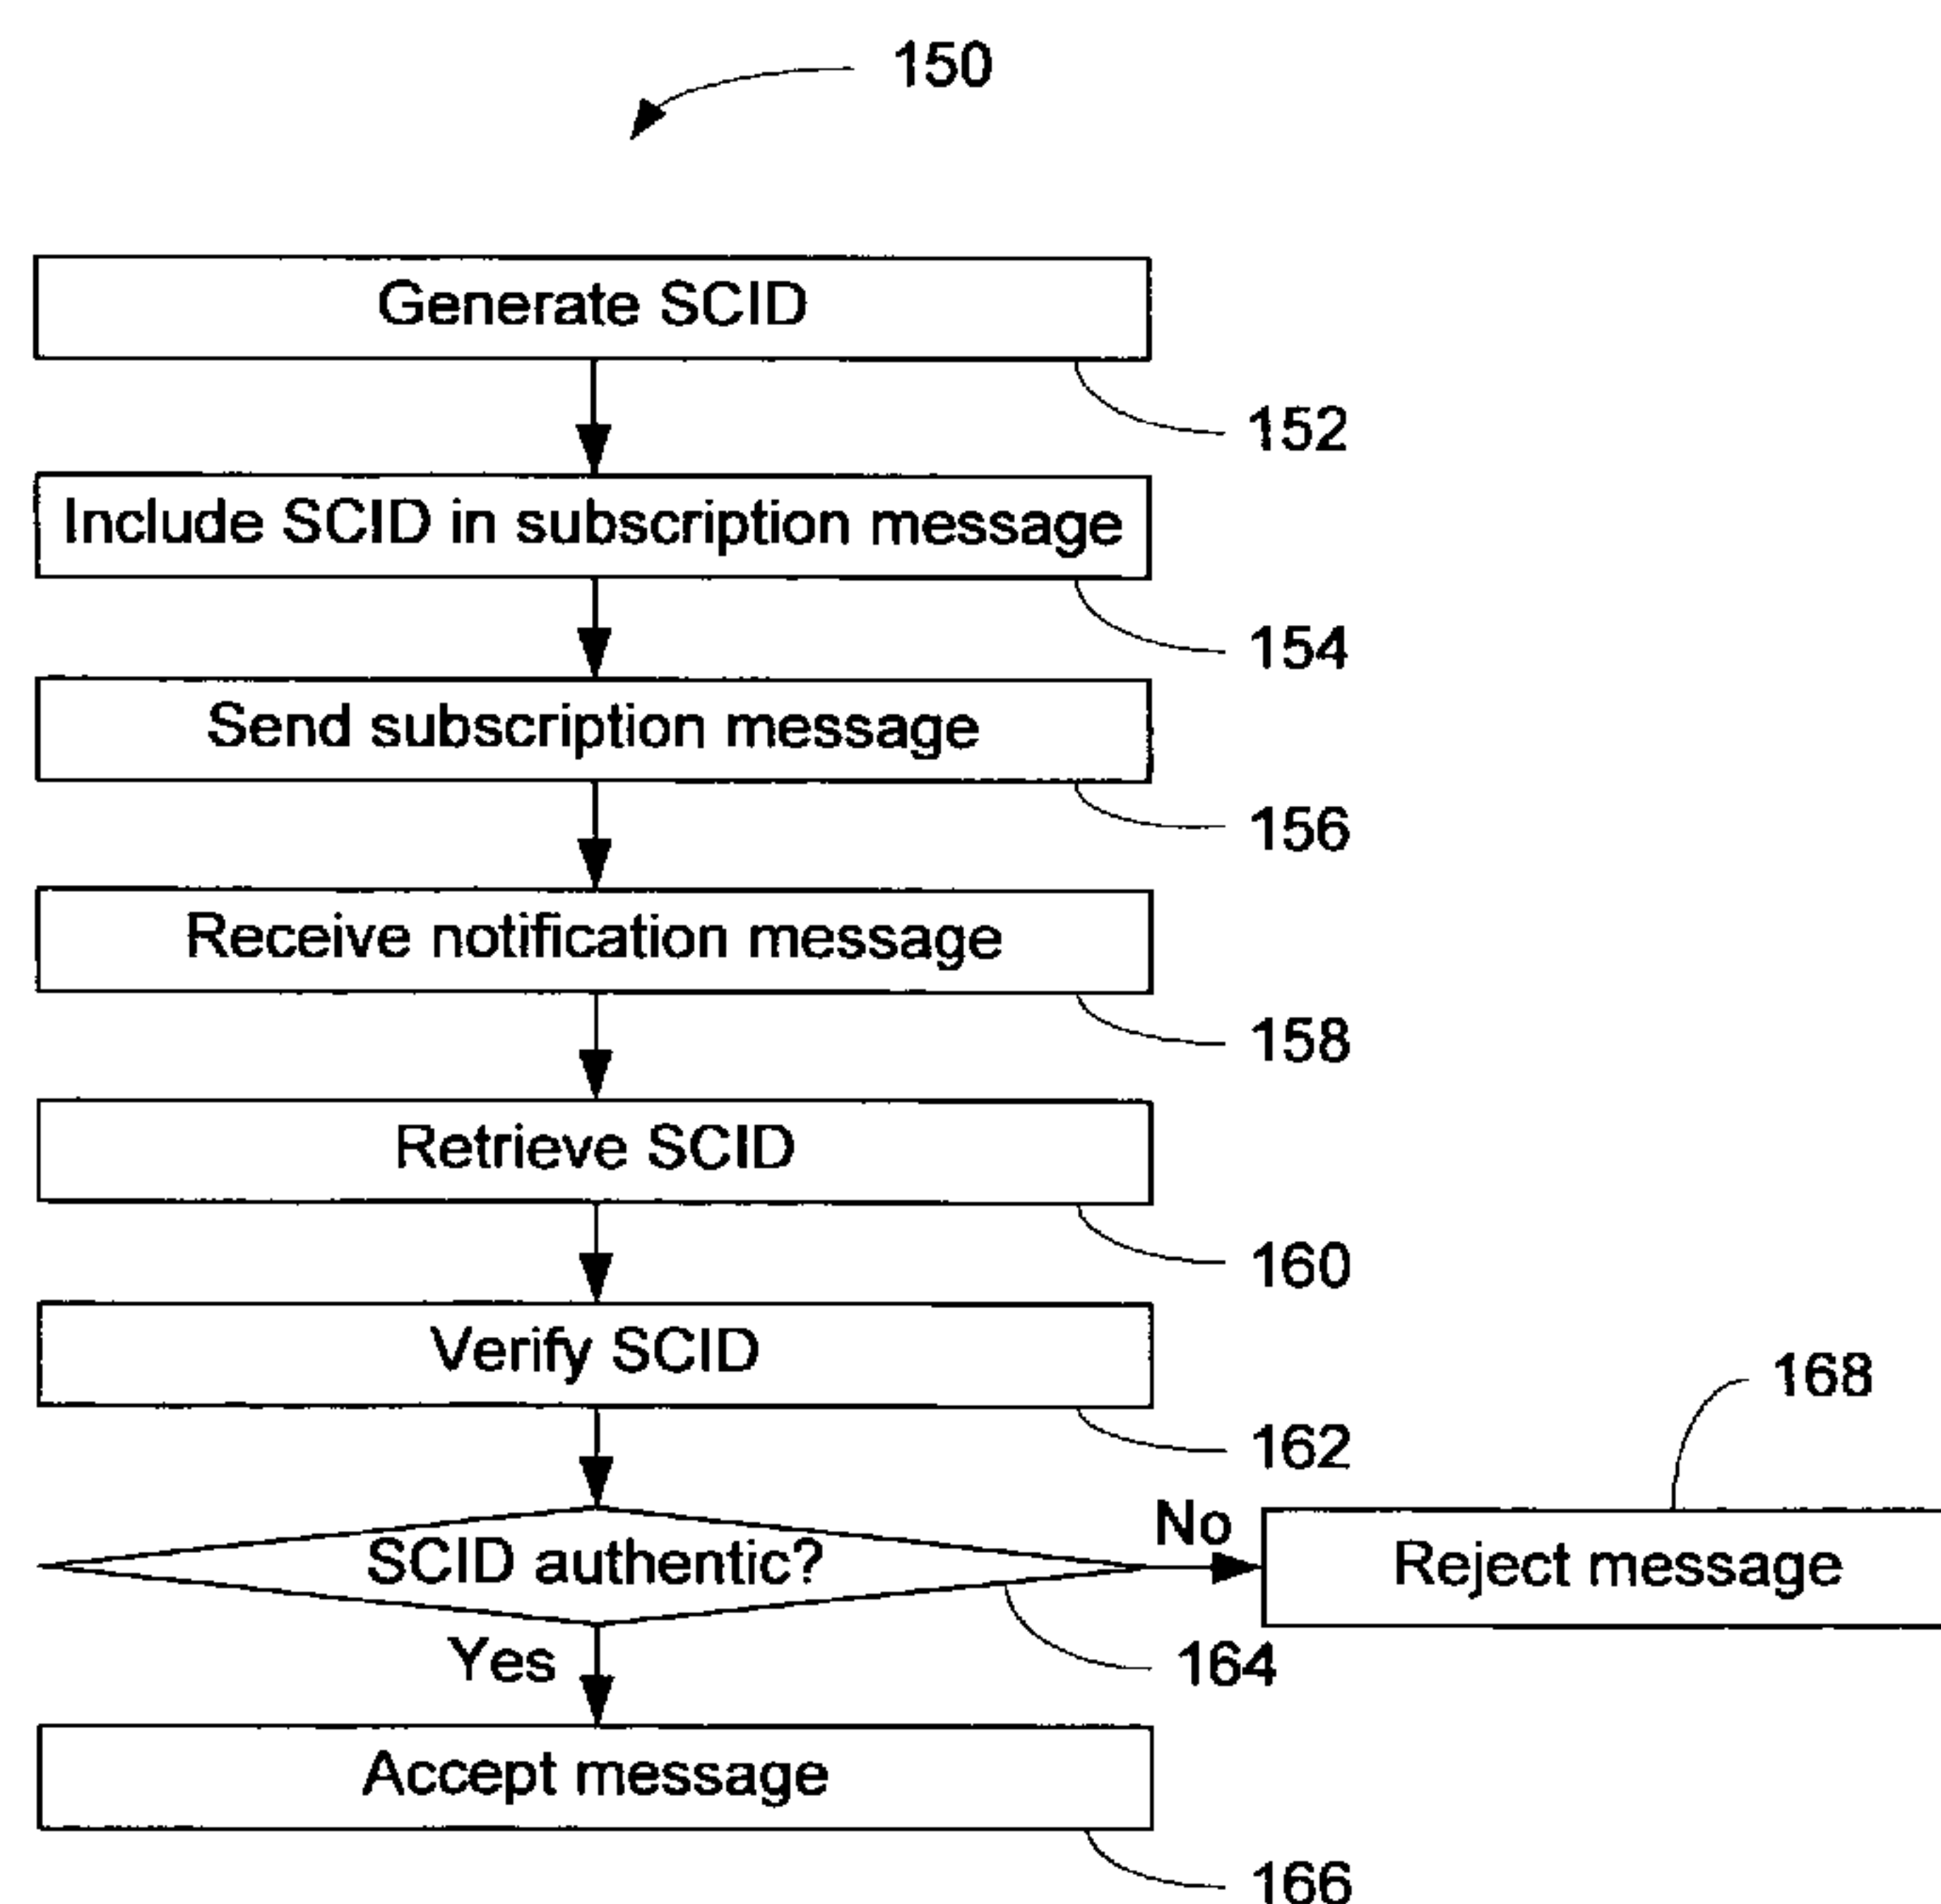 150
Generate SCID
152
Include SCID in subscription message
154
Send subscription message
156
Receive notification message
158
Retrieve SCID
160
Verify SCID
162
168
SCID authentic?
No
Reject message
Yes
164
Accept message
166